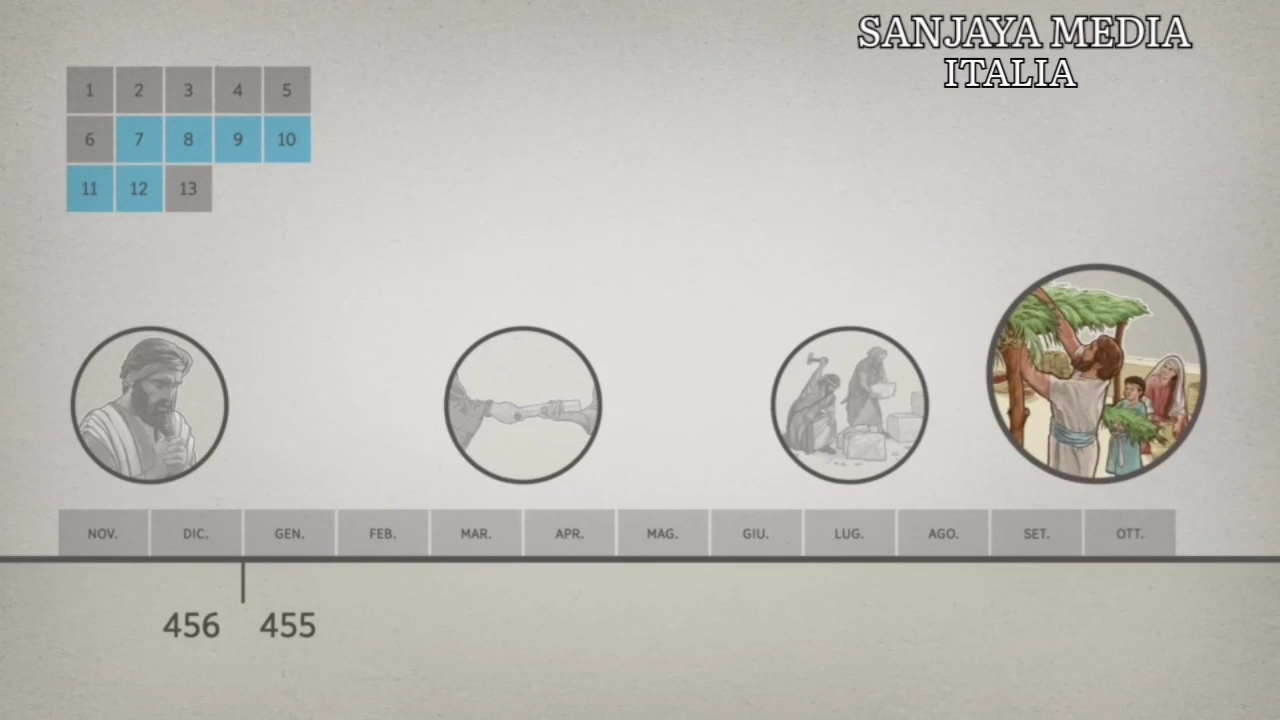 SANJAYA MEDIA
ITALIA
1 2 3 4 5
6 7 8 9 10
11 12 13
NOV. DIC. GEN. FEB. MAR. APR. MAG. GIU. LUG. AGO. SET. OTT.
456 455